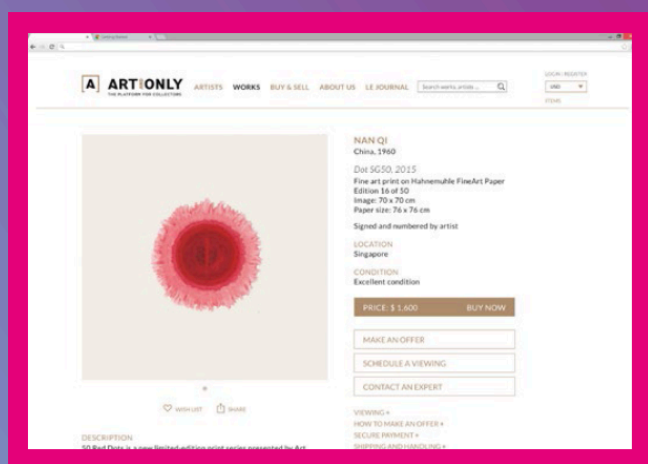 Getting Started
A ART&ONLY
THE PLATFORM FOR COLLECTORS
ARTISTS WORKS BUY & SELL ABOUT US LE JOURNAL Search works, artists ...
LOGIN / REGISTER
USD
ITEMS
NAN QI
China, 1960
Dot SG50, 2015
Fine art print on Hahnemuhle FineArt Paper
Edition 16 of 50
Image: 70 x 70 cm
Paper size: 76 x 76 cm
Signed and numbered by artist
LOCATION
Singapore
CONDITION
Excellent condition
PRICE: $ 1,600 BUY NOW
MAKE AN OFFER
SCHEDULE A VIEWING
CONTACT AN EXPERT
WISH LIST SHARE
VIEWING +
HOW TO MAKE AN OFFER +
SECURE PAYMENT +
SHIPPING AND HANDLING +
DESCRIPTION
50 Red Dots is a new limited-edition print series presented by Art